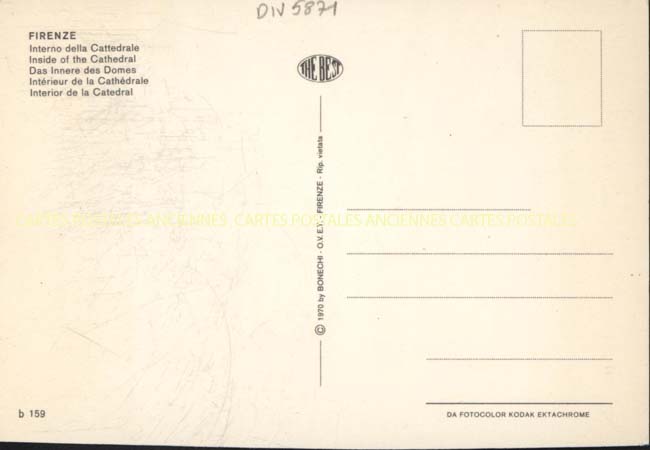 DIV 5871
FIRENZE
Interno della Cattedrale
Inside of the Cathedral
Das Innere des Domes
Intérieur de la Cathédrale
Interior de la Catedral
THE BEST
© 1970 by BONECHI - O.V.E.T. - FIRENZE - Rip. vietata
CARTES POSTALES ANCIENNES CARTES POSTALES ANCIENNES CARTES POSTALES
b 159
DA FOTOCOLOR KODAK EKTACHROME